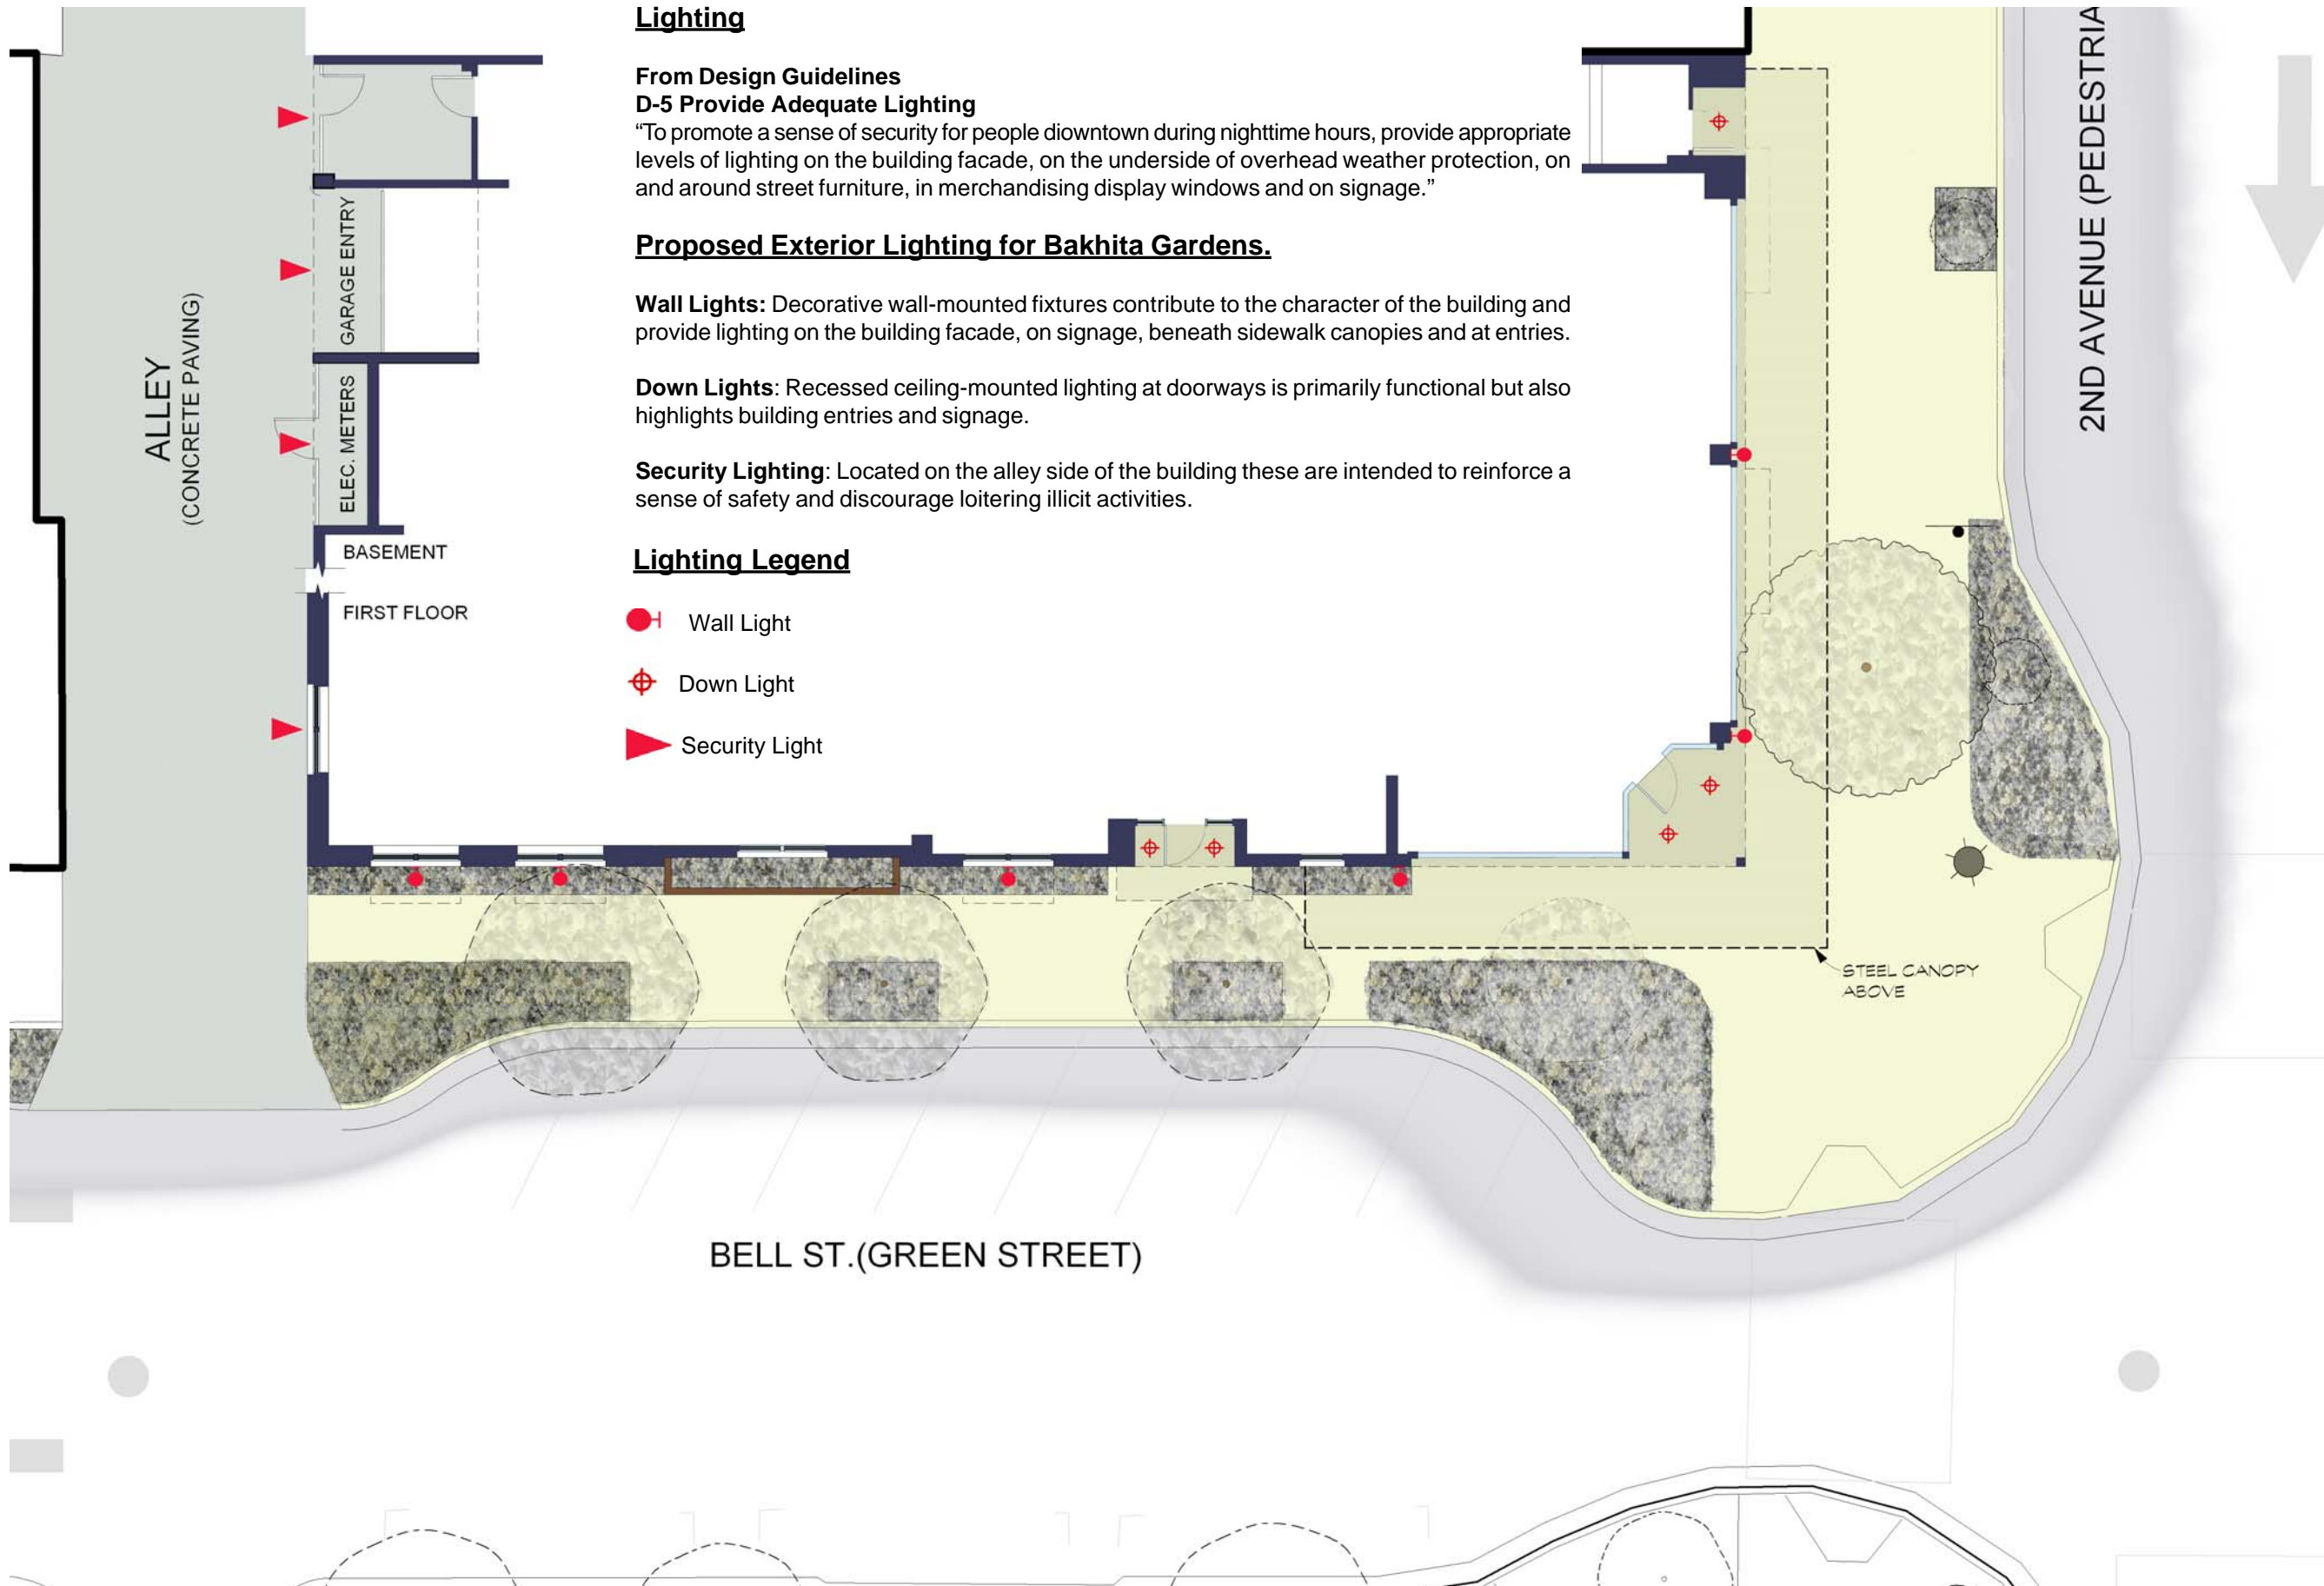 Lighting
From Design Guidelines
D-5 Provide Adequate Lighting
“To promote a sense of security for people diowntown during nighttime hours, provide appropriate
levels of lighting on the building facade, on the underside of overhead weather protection, on
and around street furniture, in merchandising display windows and on signage.”
Proposed Exterior Lighting for Bakhita Gardens.
Wall Lights: Decorative wall-mounted fixtures contribute to the character of the building and
provide lighting on the building facade, on signage, beneath sidewalk canopies and at entries.
Down Lights: Recessed ceiling-mounted lighting at doorways is primarily functional but also
highlights building entries and signage.
Security Lighting: Located on the alley side of the building these are intended to reinforce a
sense of safety and discourage loitering illicit activities.
Lighting Legend
Wall Light
Down Light
Security Light
ALLEY
(CONCRETE PAVING)
GARAGE ENTRY
ELEC. METERS
BASEMENT
FIRST FLOOR
2ND AVENUE (PEDESTRIA
STEEL CANOPY
ABOVE
BELL ST.(GREEN STREET)